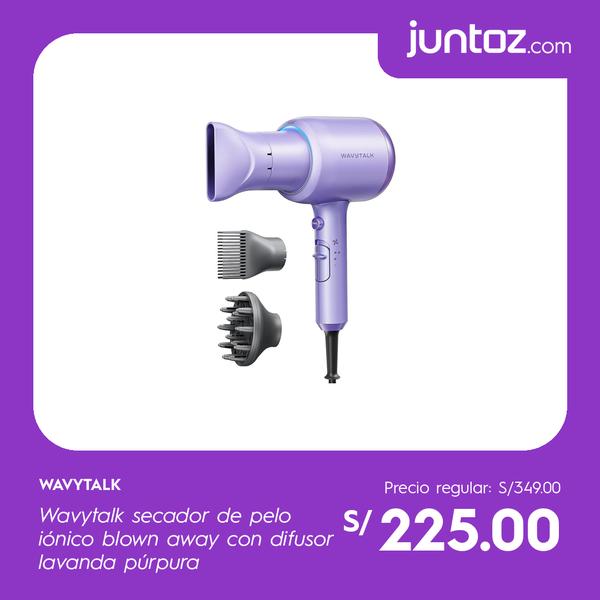 juntoz.com
WAVYTALK
WAVYTALK
Wavytalk secador de pelo
iónico blown away con difusor
lavanda púrpura
Precio regular: S/349.00
S/ 225.00